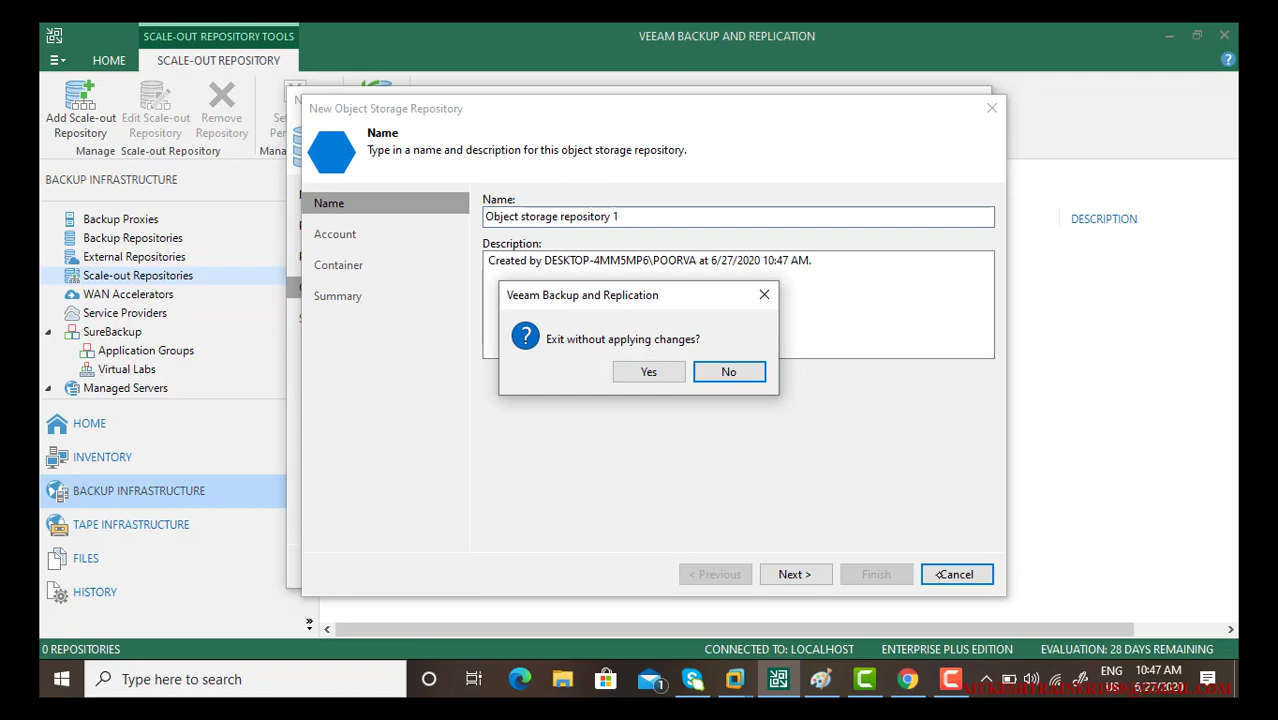 SCALE-OUT REPOSITORY TOOLS
VEEAM BACKUP AND REPLICATION
HOME
SCALE-OUT REPOSITORY
Add Scale-out
Repository
Edit Scale-out
Repository
Remove
Repository
Manage Scale-out Repository
BACKUP INFRASTRUCTURE
Backup Proxies
Backup Repositories
External Repositories
Scale-out Repositories
WAN Accelerators
Service Providers
SureBackup
Application Groups
Virtual Labs
Managed Servers
HOME
INVENTORY
BACKUP INFRASTRUCTURE
TAPE INFRASTRUCTURE
FILES
HISTORY
DESCRIPTION
New Object Storage Repository
Name
Type in a name and description for this object storage repository.
Name
Account
Container
Summary
Name:
Object storage repository 1
Description:
Created by DESKTOP-4MM5MP6\POORVA at 6/27/2020 10:47 AM.
Veeam Backup and Replication
Exit without applying changes?
Yes No
< Previous Next > Finish Cancel
0 REPOSITORIES
CONNECTED TO: LOCALHOST
ENTERPRISE PLUS EDITION
EVALUATION: 28 DAYS REMAINING
Type here to search
1
ENG
US
10:47 AM
6/27/2020